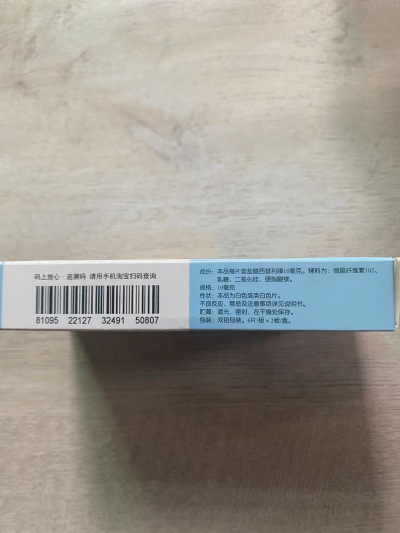 码上放心·追溯码 请用手机淘宝扫码查询
81095 22127 32491 50807
成份：本品每片含盐酸西替利嗪10毫克。辅料为：微晶纤维素102、
乳糖、二氧化硅、硬脂酸镁。
规格：10毫克
性状：本品为白色或类白色片。
不良反应、禁忌及注意事项详见说明书。
贮藏：遮光，密封，在干燥处保存。
包装：双铝包装。6片/板×2板/盒。